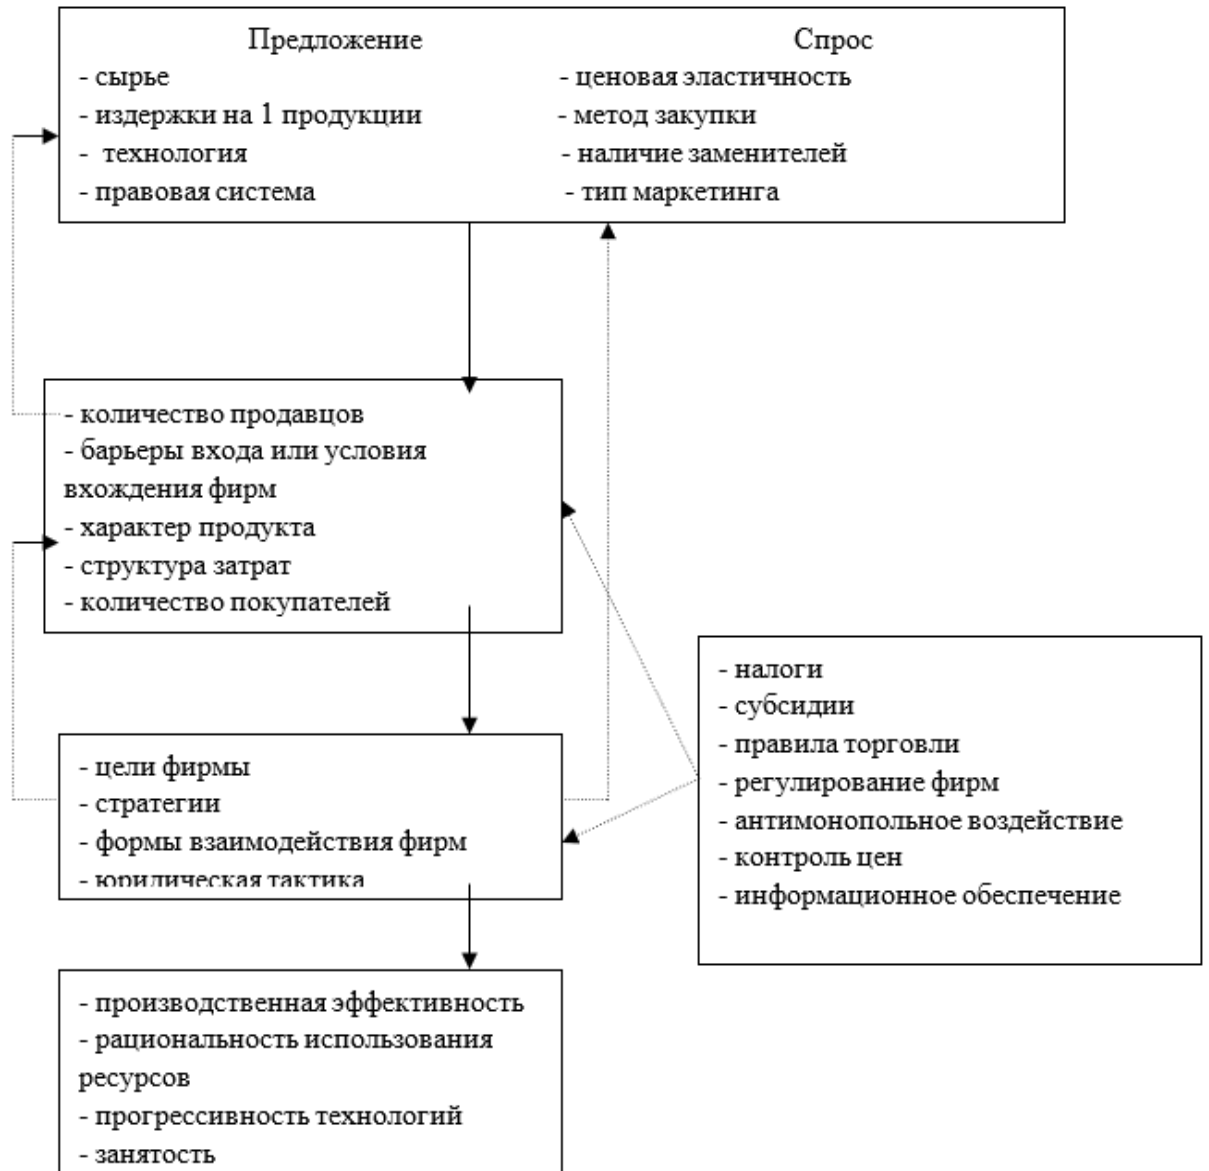 Предложение Спрос
- сырье - ценовая эластичность
- издержки на 1 продукции - метод закупки
- технология - наличие заменителей
- правовая система - тип маркетинга
- количество продавцов
- барьеры входа или условия
вхождения фирм
- характер продукта
- структура затрат
- количество покупателей
- налоги
- субсидии
- правила торговли
- регулирование фирм
- антимонопольное воздействие
- контроль цен
- информационное обеспечение
- цели фирмы
- стратегии
- формы взаимодействия фирм
- юридическая тактика
- производственная эффективность
- рациональность использования
ресурсов
- прогрессивность технологий
- занятость